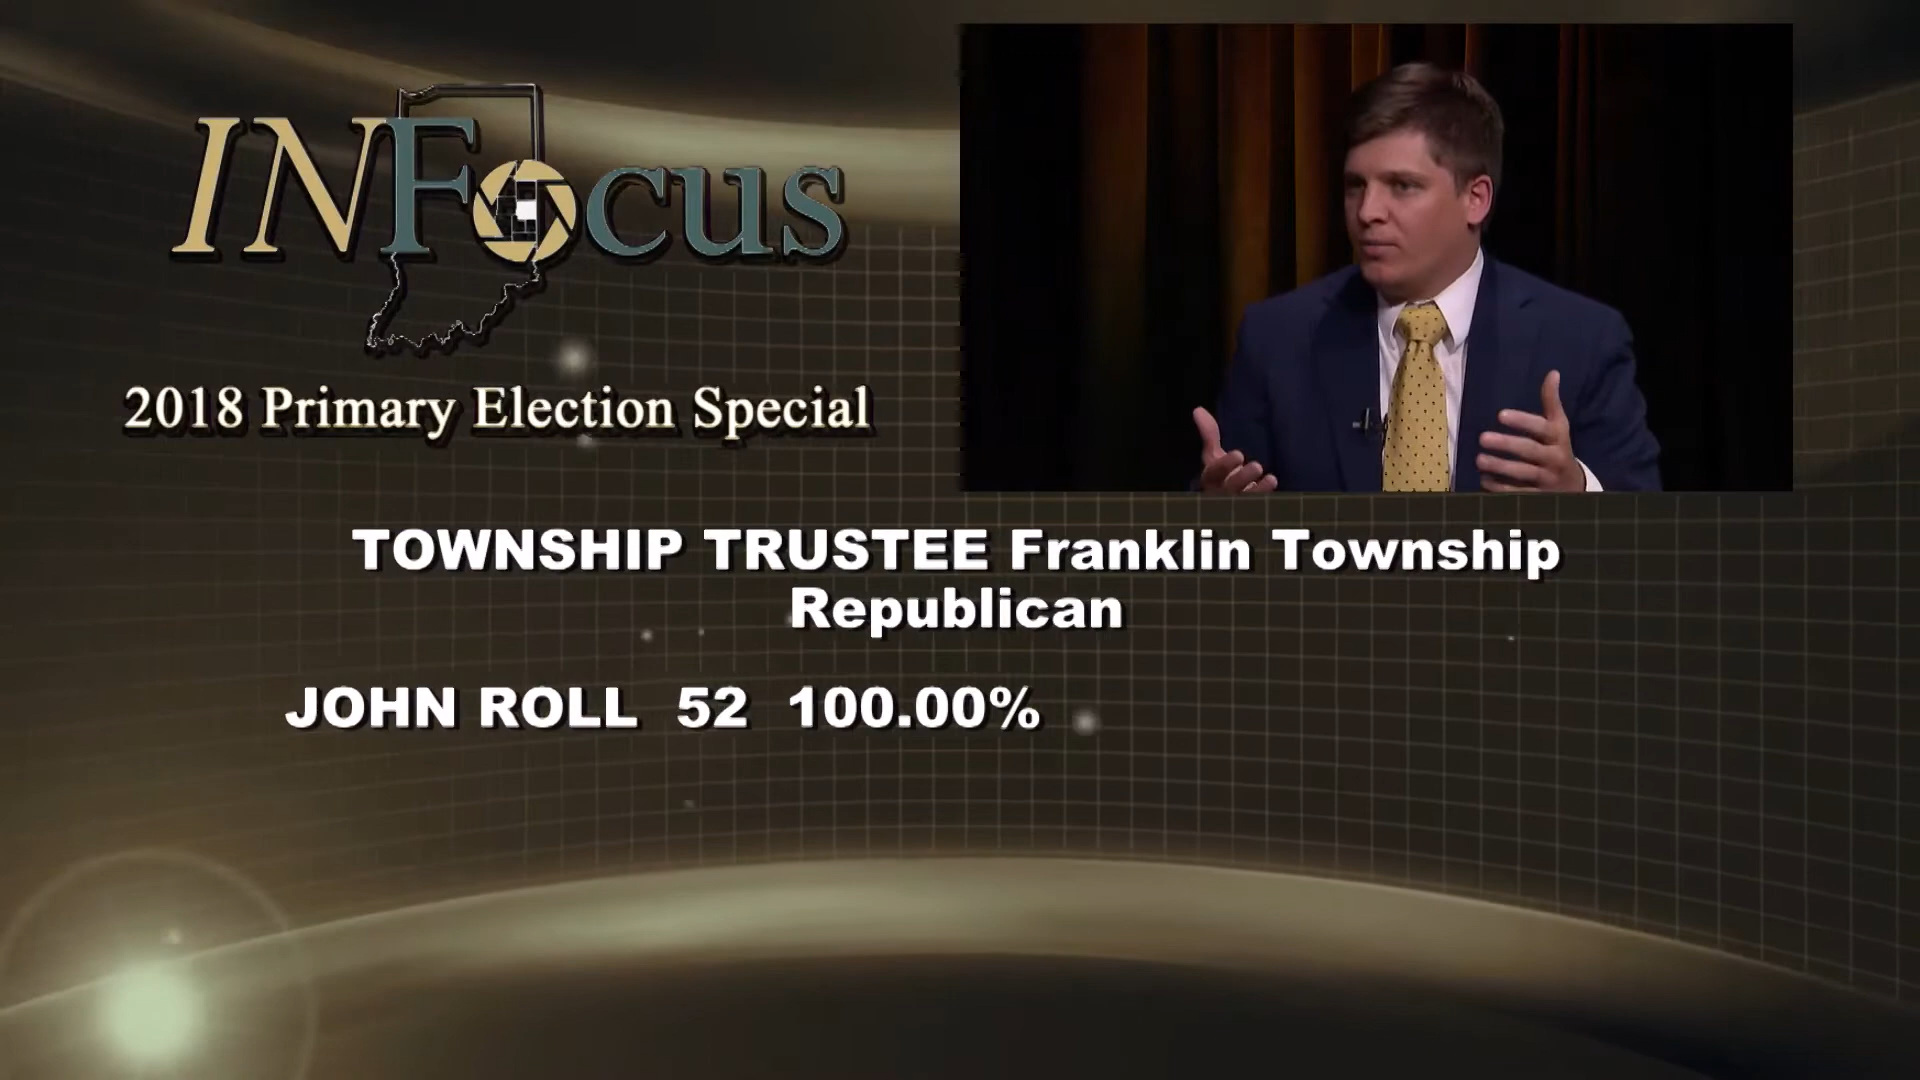 INFocus
2018 Primary Election Special
TOWNSHIP TRUSTEE Franklin Township
Republican
JOHN ROLL 52 100.00%